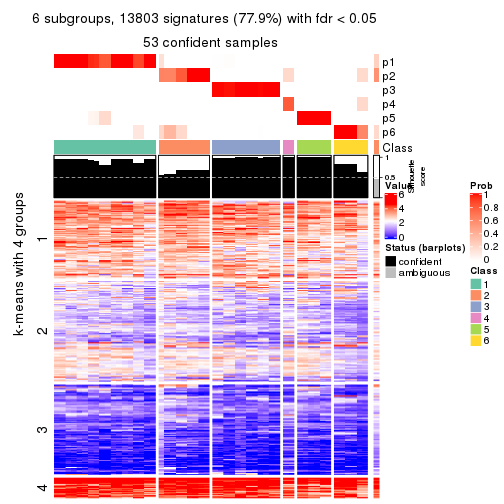 6 subgroups, 13803 signatures (77.9%) with fdr < 0.05
53 confident samples
p1
p2
p3
p4
p5
p6
Class
1
0.5
0
Silhouette
score
k-means with 4 groups
1
2
3
4
Value
6
4
2
0
Status (barplots)
confident
ambiguous
Prob
1
0.8
0.6
0.4
0.2
0
Class
1
2
3
4
5
6